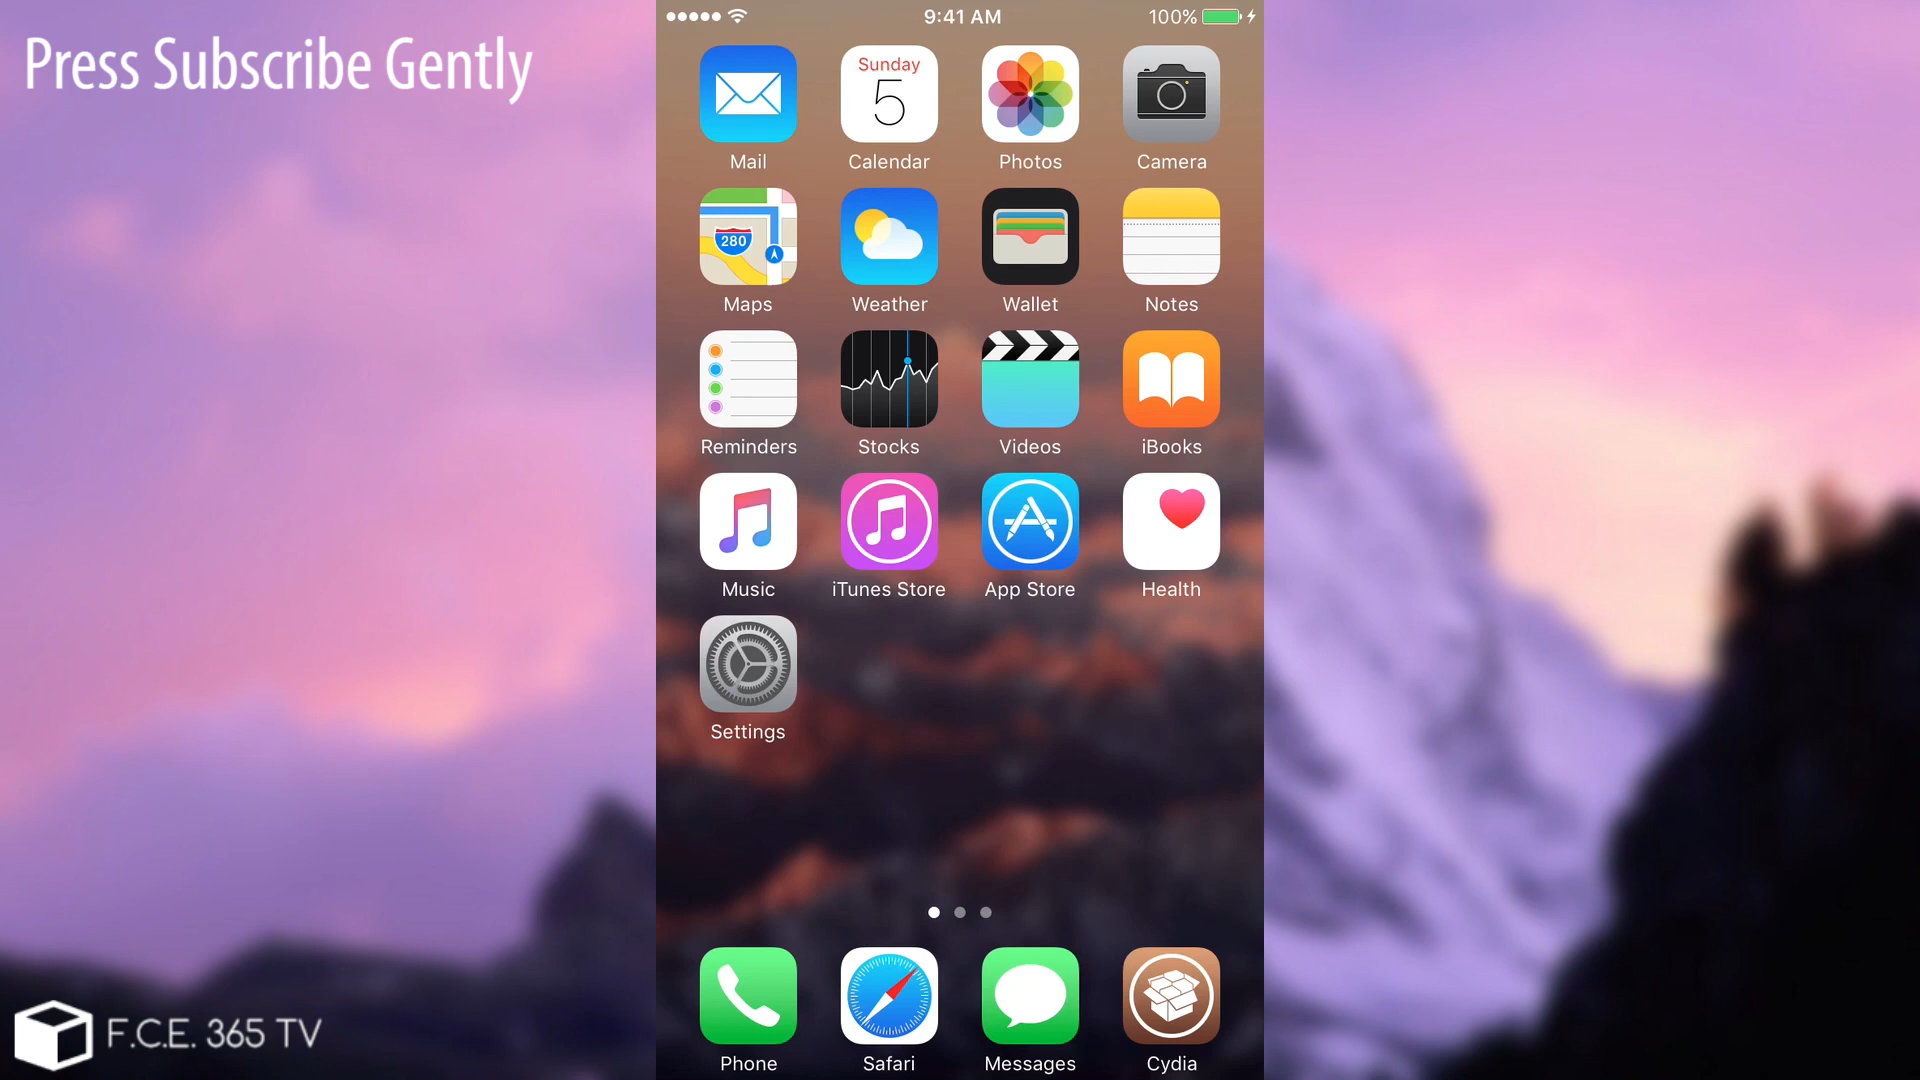 Press Subscribe Gently
9:41 AM
100%
Sunday
5
Mail
Calendar
Photos
Camera
280
Maps
Weather
Wallet
Notes
Reminders
Stocks
Videos
iBooks
Music
iTunes Store
App Store
Health
Settings
Phone
Safari
Messages
Cydia
F.C.E. 365 TV